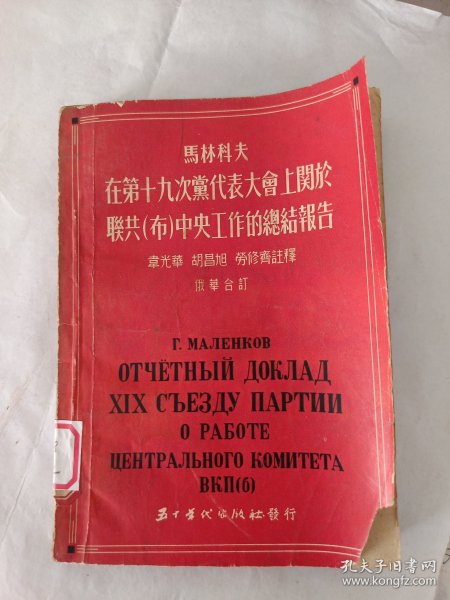 馬林科夫
在第十九次黨代表大會上關於
聯共(布)中央工作的總結報告
韋光華 胡昌旭 勞修齊註釋
俄華合訂
Г. МАЛЕНКОВ
ОТЧЁТНЫЙ ДОКЛАД
XIX СЪЕЗДУ ПАРТИИ
О РАБОТЕ
ЦЕНТРАЛЬНОГО КОМИТЕТА
ВКП(б)
五十年代出版社發行
孔夫子旧书网
www.kongfz.com